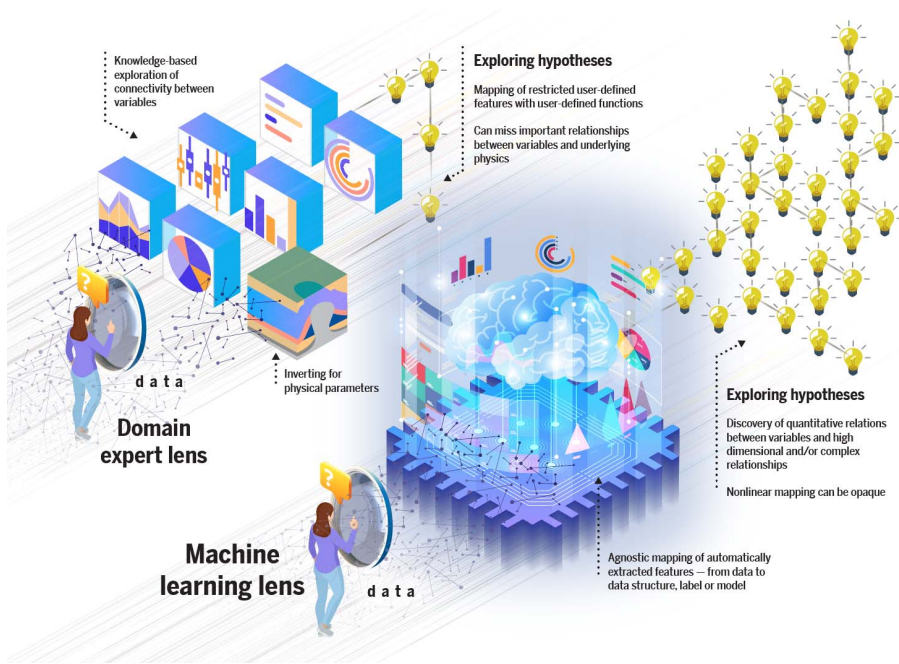 Knowledge-based
exploration of
connectivity between
variables
Exploring hypotheses
Mapping of restricted user-defined
features with user-defined functions
Can miss important relationships
between variables and underlying
physics
?
data
Domain
expert lens
Inverting for
physical parameters
Exploring hypotheses
Discovery of quantitative relations
between variables and high
dimensional and/or complex
relationships
Nonlinear mapping can be opaque
?
Machine
learning lens
data
Agnostic mapping of automatically
extracted features — from data to
data structure, label or model